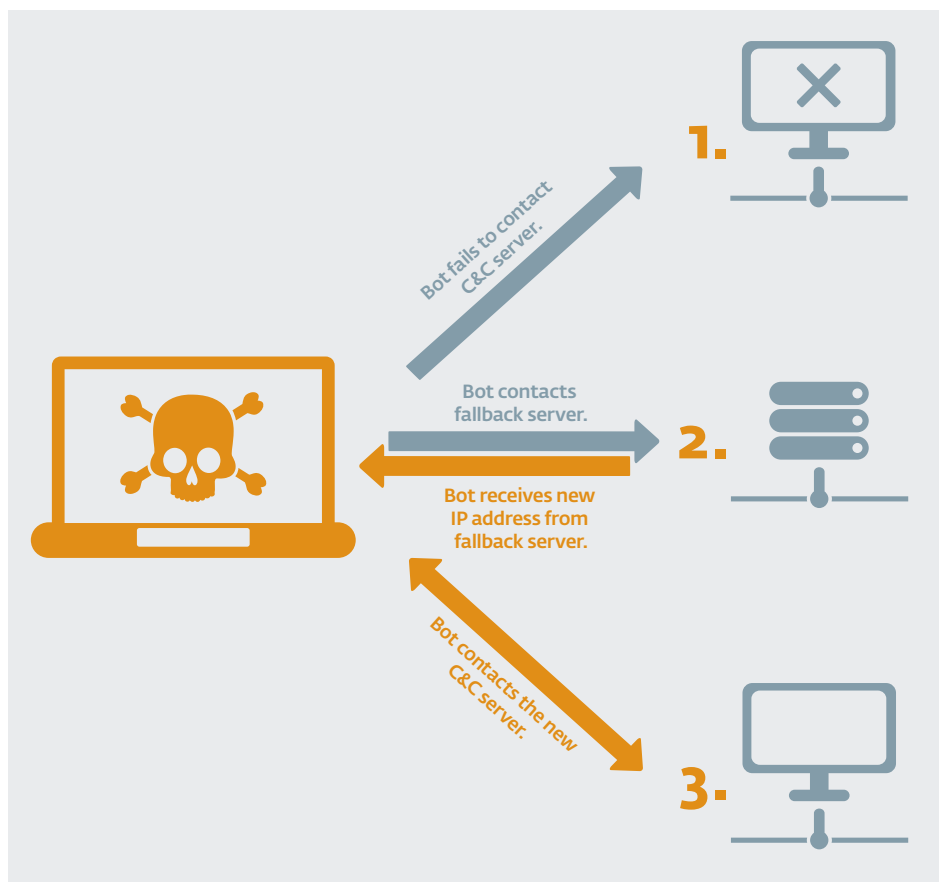 1.
Bot fails to contact
C&C server.
Bot contacts
fallback server.
2.
Bot receives new
IP address from
fallback server.
Bot contacts the new
C&C server.
3.